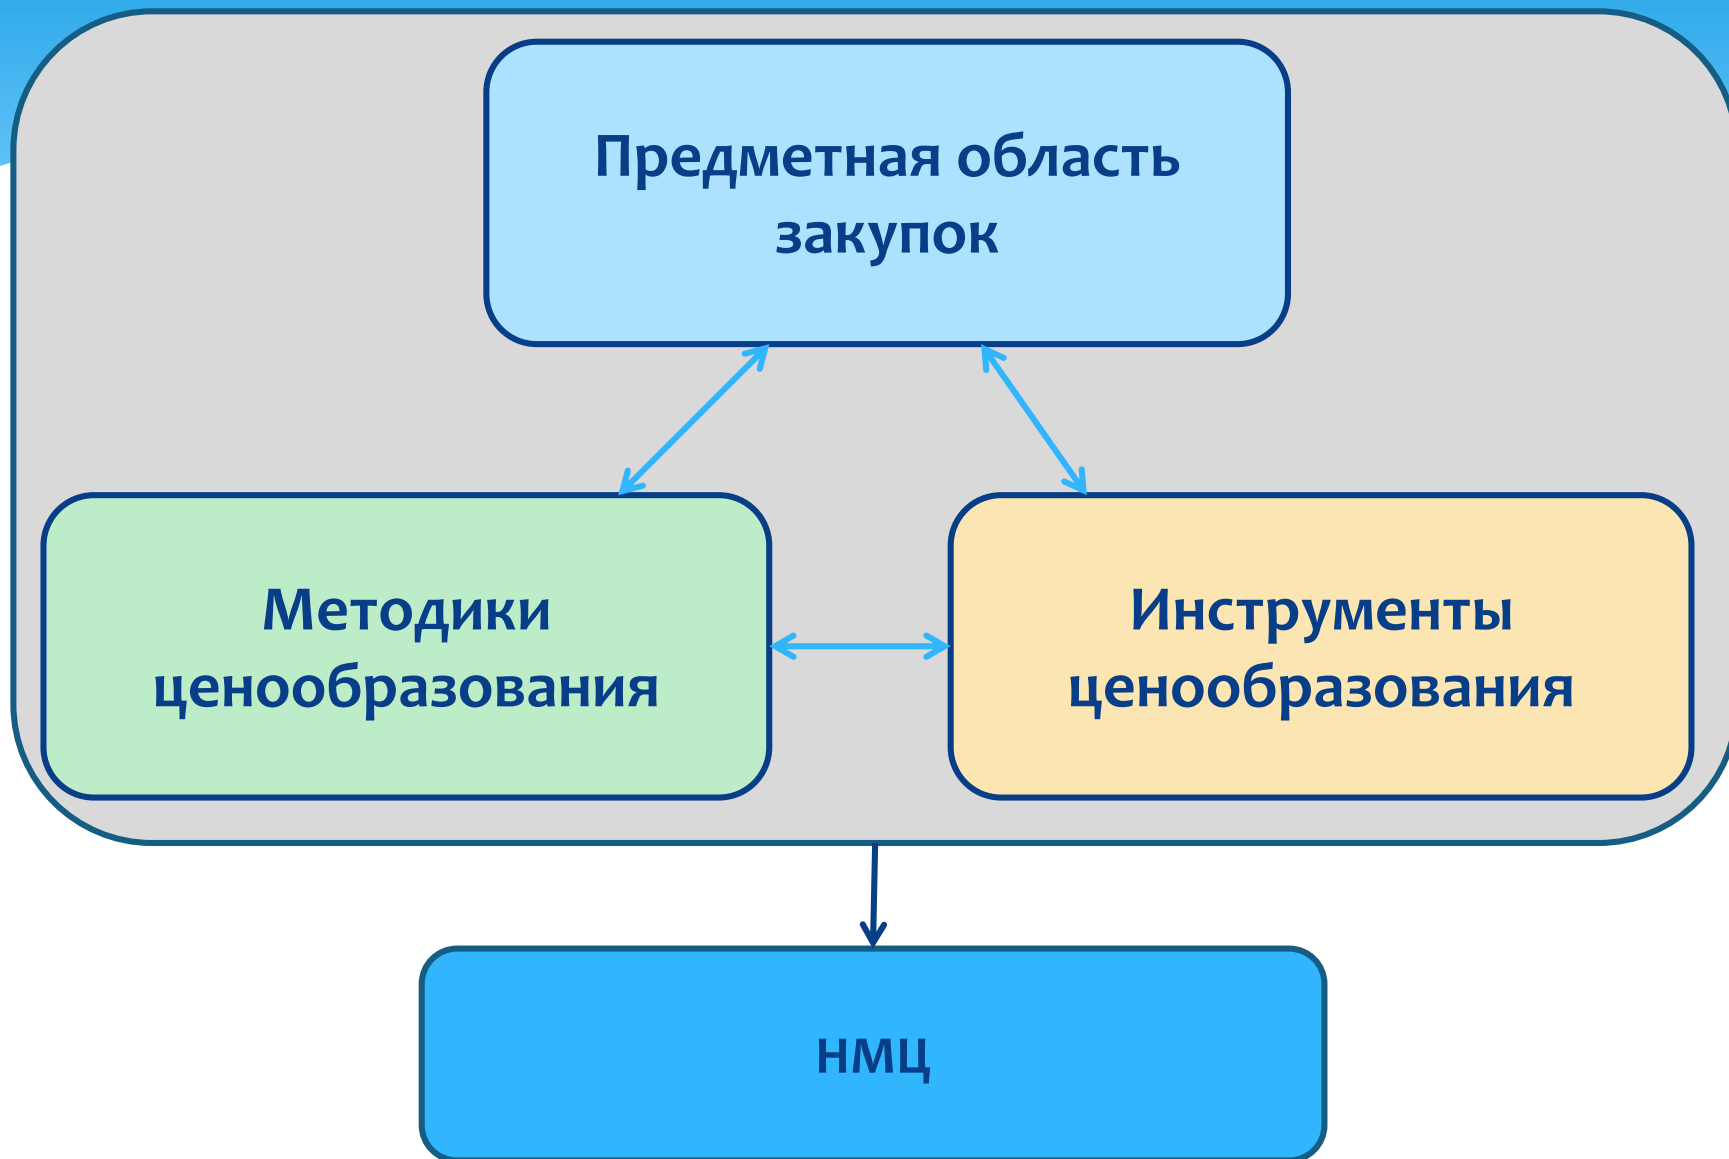 Предметная область
закупок
Методики
ценообразования
Инструменты
ценообразования
НМЦ